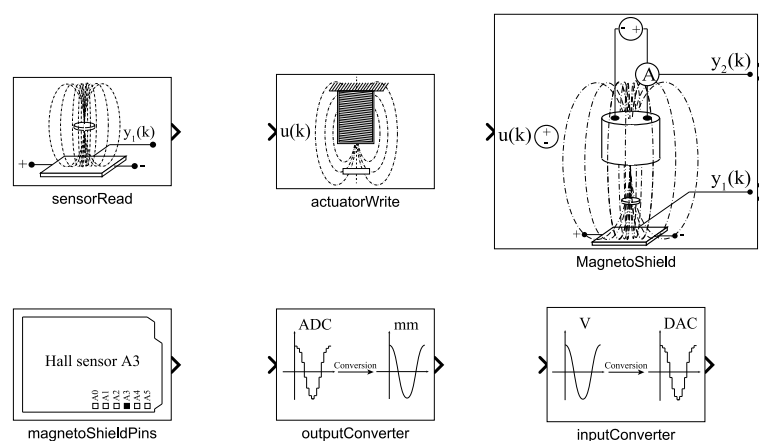 y₁(k)
+ -
sensorRead
u(k)
actuatorWrite
- +
A
y₂(k)
u(k)
+
-
y₁(k)
+ -
MagnetoShield
Hall sensor A3
A0 A1 A2 A3 A4 A5
magnetoShieldPins
ADC mm
Conversion
outputConverter
V DAC
Conversion
inputConverter